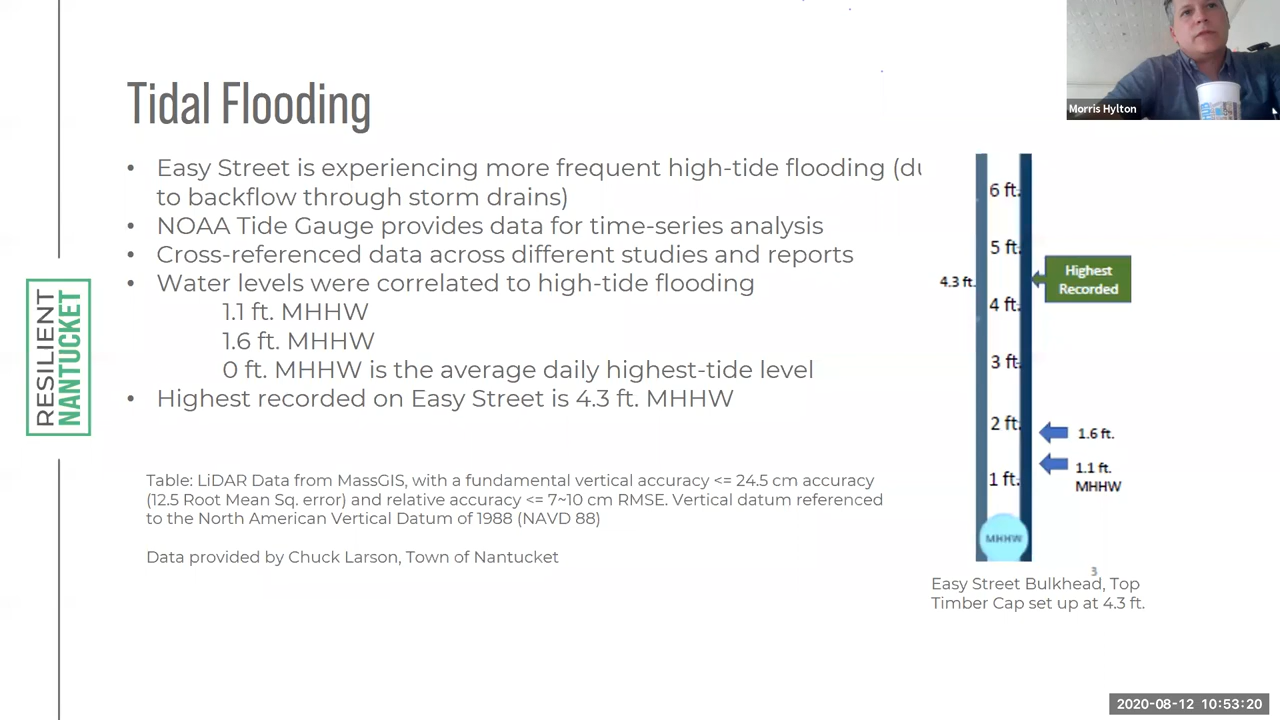 Tidal Flooding
• Easy Street is experiencing more frequent high-tide flooding (du
to backflow through storm drains)
• NOAA Tide Gauge provides data for time-series analysis
• Cross-referenced data across different studies and reports
• Water levels were correlated to high-tide flooding
1.1 ft. MHHW
1.6 ft. MHHW
0 ft. MHHW is the average daily highest-tide level
• Highest recorded on Easy Street is 4.3 ft. MHHW
Table: LiDAR Data from MassGIS, with a fundamental vertical accuracy <= 24.5 cm accuracy
(12.5 Root Mean Sq. error) and relative accuracy <= 7~10 cm RMSE. Vertical datum referenced
to the North American Vertical Datum of 1988 (NAVD 88)
Data provided by Chuck Larson, Town of Nantucket
RESILIENT
NANTUCKET
Morris Hylton
HUB
6 ft.
5 ft.
Highest
Recorded
4.3 ft.
4 ft.
3 ft.
2 ft.
1.6 ft.
1.1 ft.
MHHW
1 ft.
MHHW
3
Easy Street Bulkhead, Top
Timber Cap set up at 4.3 ft.
2020-08-12 10:53:20